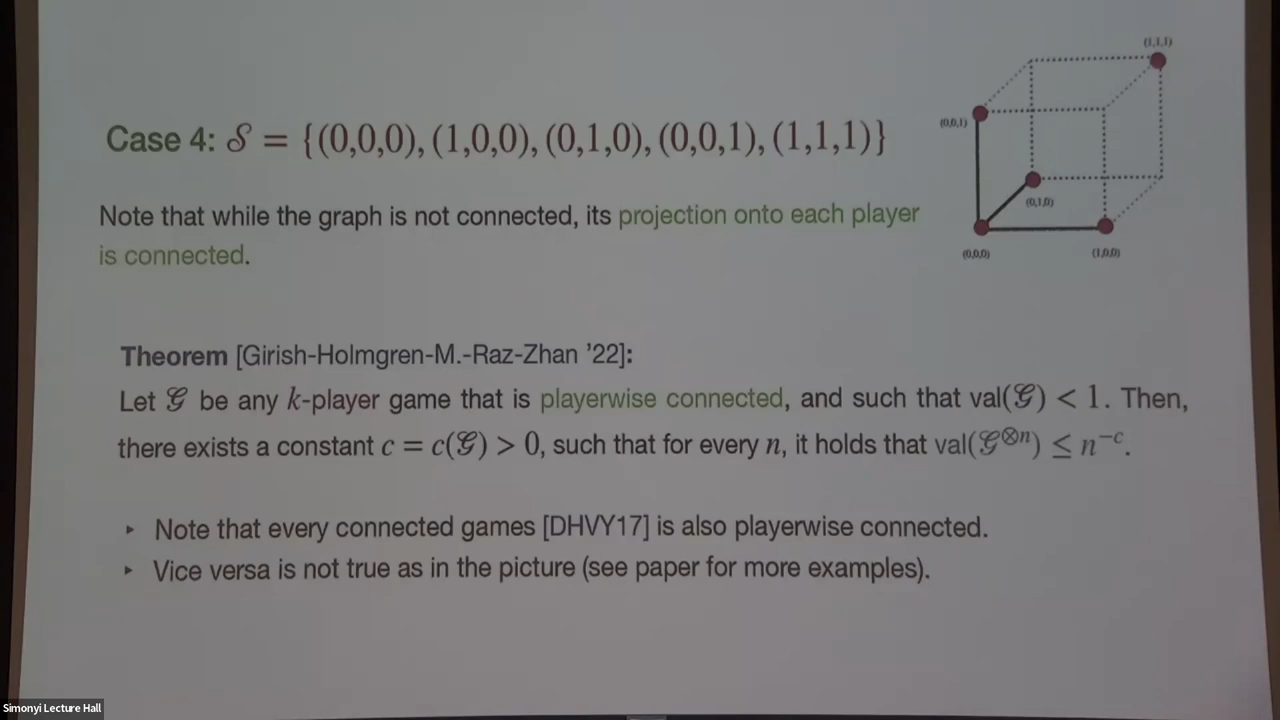 (1,1,1)
(0,0,1)
Case 4: 𝒮 = {(0,0,0), (1,0,0), (0,1,0), (0,0,1), (1,1,1)}
(0,1,0)
Note that while the graph is not connected, its projection onto each player
is connected.
(0,0,0) (1,0,0)
Theorem [Girish-Holmgren-M.-Raz-Zhan '22]:
Let 𝒢 be any k-player game that is playerwise connected, and such that val(𝒢) < 1. Then,
there exists a constant c = c(𝒢) > 0, such that for every n, it holds that val(𝒢^{⊗n}) ≤ n^{−c}.
‣ Note that every connected games [DHVY17] is also playerwise connected.
‣ Vice versa is not true as in the picture (see paper for more examples).
Simonyi Lecture Hall